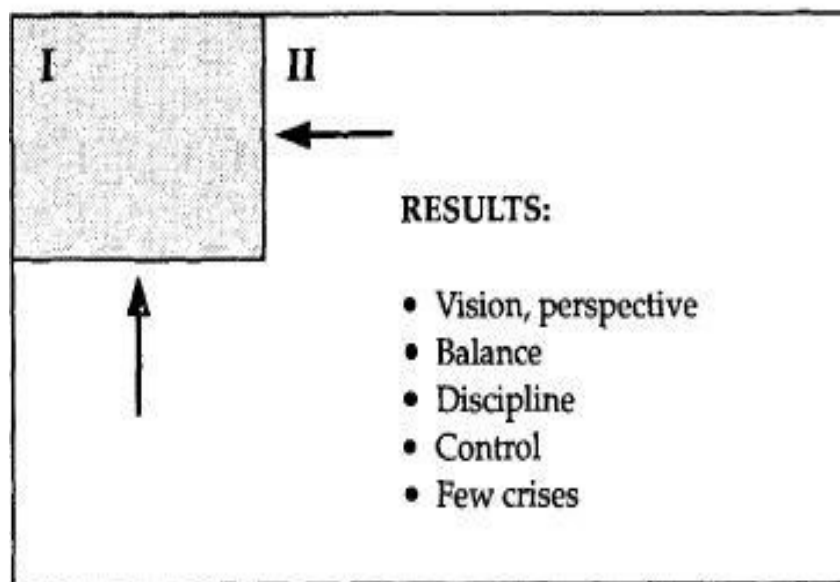 I
II
RESULTS:
• Vision, perspective
• Balance
• Discipline
• Control
• Few crises